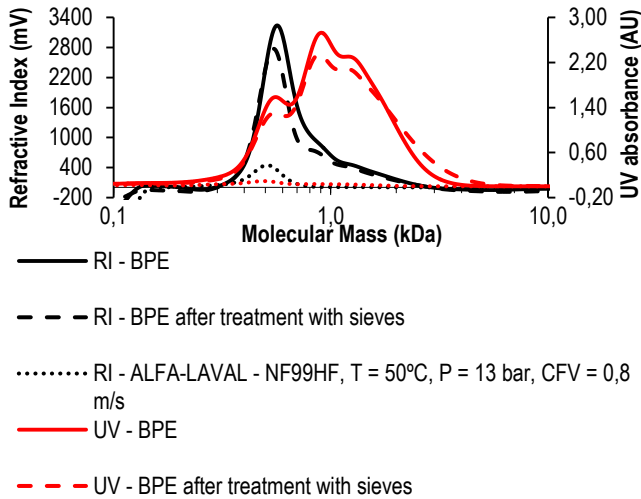 3400
2800
2200
1600
1000
400
-200
Refractive Index (mV)
3,00
2,20
1,40
0,60
-0,20
UV absorbance (AU)
0,1
1,0
10,0
Molecular Mass (kDa)
RI - BPE
RI - BPE after treatment with sieves
RI - ALFA-LAVAL - NF99HF, T = 50ºC, P = 13 bar, CFV = 0,8
m/s
UV - BPE
UV - BPE after treatment with sieves